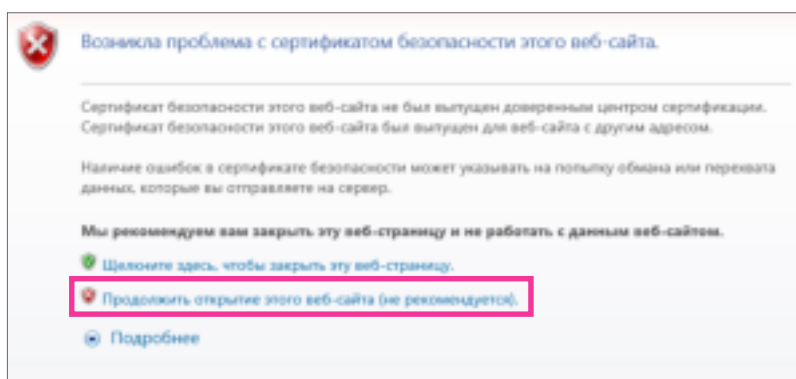 Возникла проблема с сертификатом безопасности этого веб-сайта.
Сертификат безопасности этого веб-сайта не был выпущен доверенным центром сертификации.
Сертификат безопасности этого веб-сайта был выпущен для веб-сайта с другим адресом.
Наличие ошибок в сертификате безопасности может указывать на попытку обмана или перехвата
данных, которые вы отправляете на сервер.
Мы рекомендуем вам закрыть эту веб-страницу и не работать с данным веб-сайтом.
Щелкните здесь, чтобы закрыть эту веб-страницу.
Продолжить открытие этого веб-сайта (не рекомендуется).
Подробнее